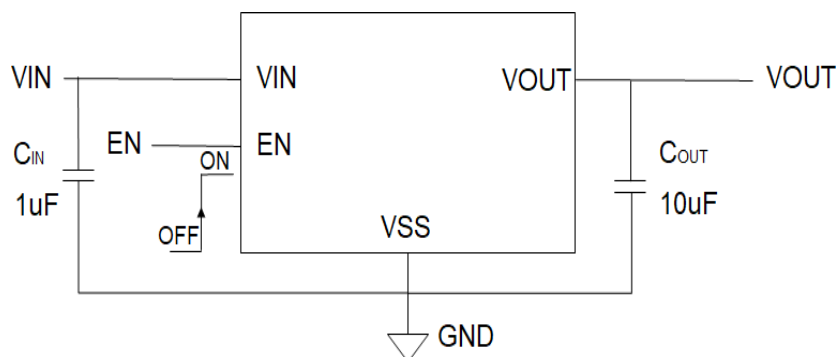 VIN
VIN
VOUT
VOUT
EN
EN
CIN
1uF
ON
OFF
COUT
10uF
VSS
GND